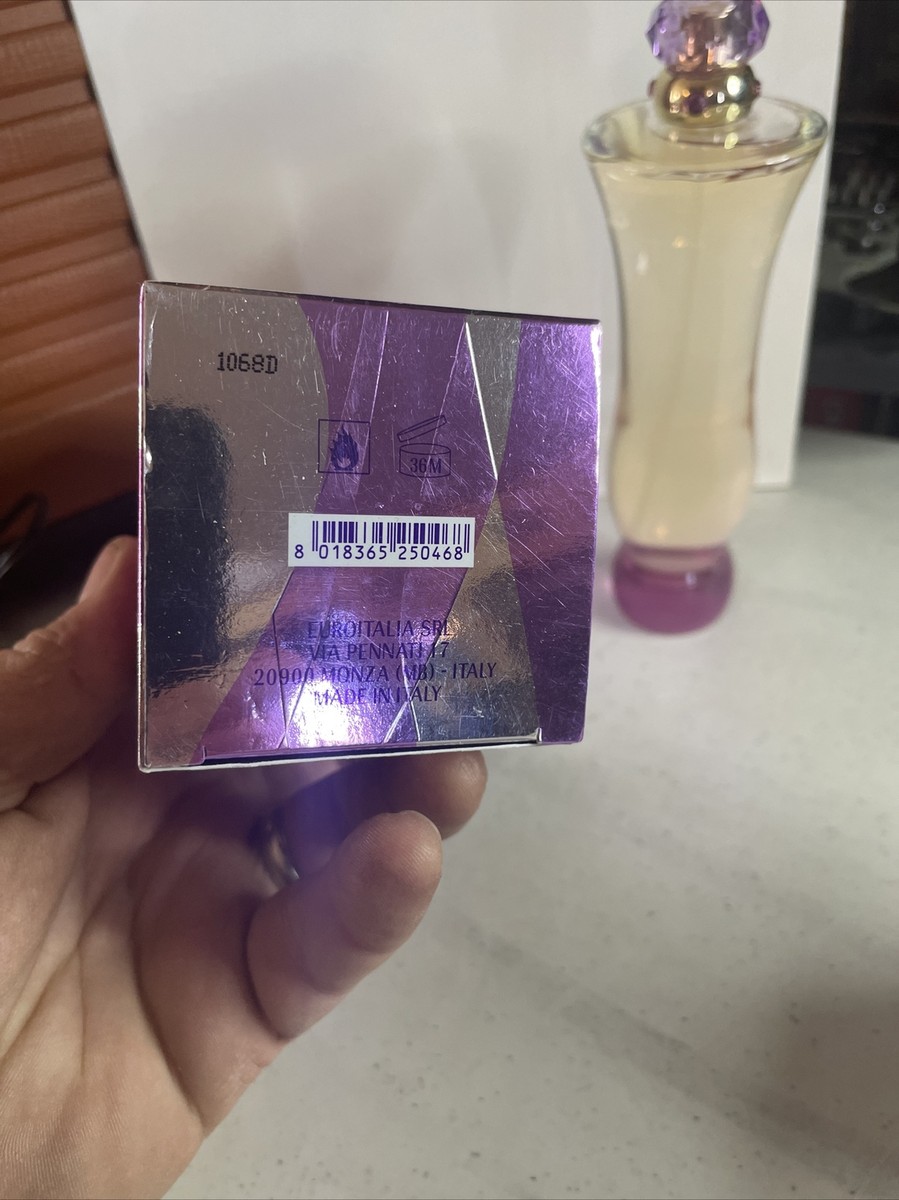 1068D
36M
8 018365 250468
EUROITALIA SRL
VIA PENNATI 17
20900 MONZA (MB) - ITALY
MADE IN ITALY